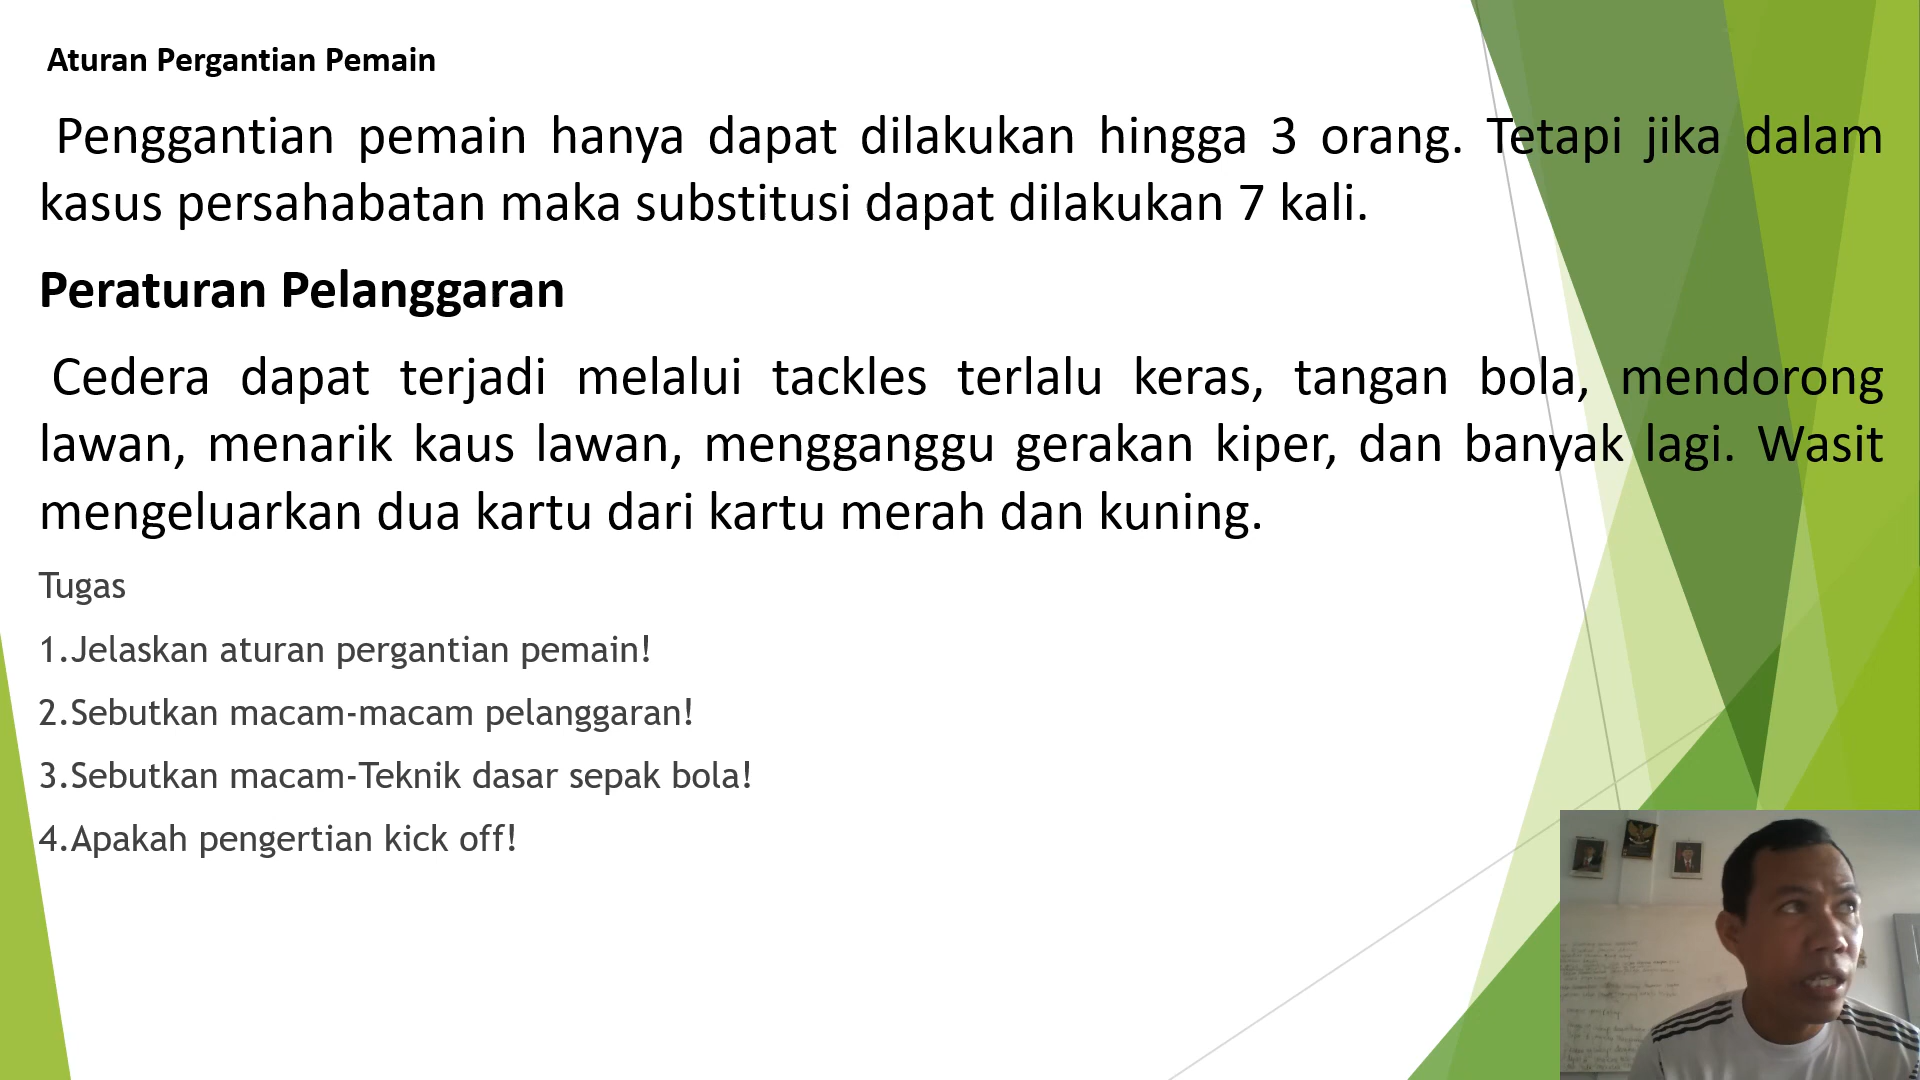 Aturan Pergantian Pemain
Penggantian pemain hanya dapat dilakukan hingga 3 orang. Tetapi jika dalam
kasus persahabatan maka substitusi dapat dilakukan 7 kali.
Peraturan Pelanggaran
Cedera dapat terjadi melalui tackles terlalu keras, tangan bola, mendorong
lawan, menarik kaus lawan, mengganggu gerakan kiper, dan banyak lagi. Wasit
mengeluarkan dua kartu dari kartu merah dan kuning.
Tugas
1.Jelaskan aturan pergantian pemain!
2.Sebutkan macam-macam pelanggaran!
3.Sebutkan macam-Teknik dasar sepak bola!
4.Apakah pengertian kick off!